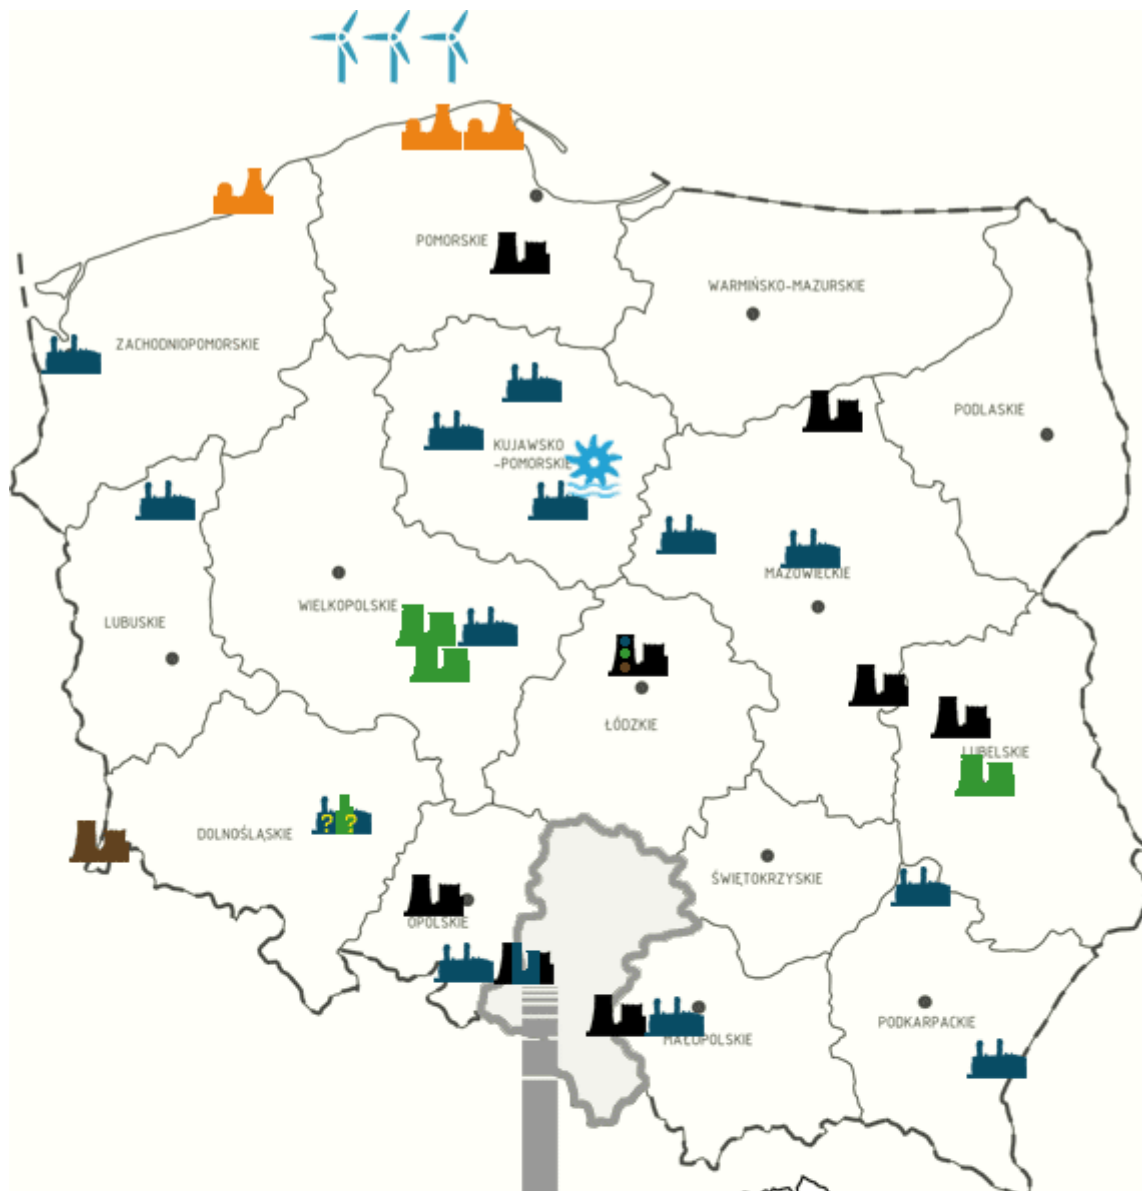 POMORSKIE
WARMIŃSKO-MAZURSKIE
ZACHODNIOPOMORSKIE
PODLASKIE
KUJAWSKO
-POMORSKIE
MAZOWIECKIE
WIELKOPOLSKIE
LUBUSKIE
ŁÓDZKIE
LUBELSKIE
? ?
DOLNOŚLĄSKIE
ŚWIĘTOKRZYSKIE
OPOLSKIE
PODKARPACKIE
MAŁOPOLSKIE